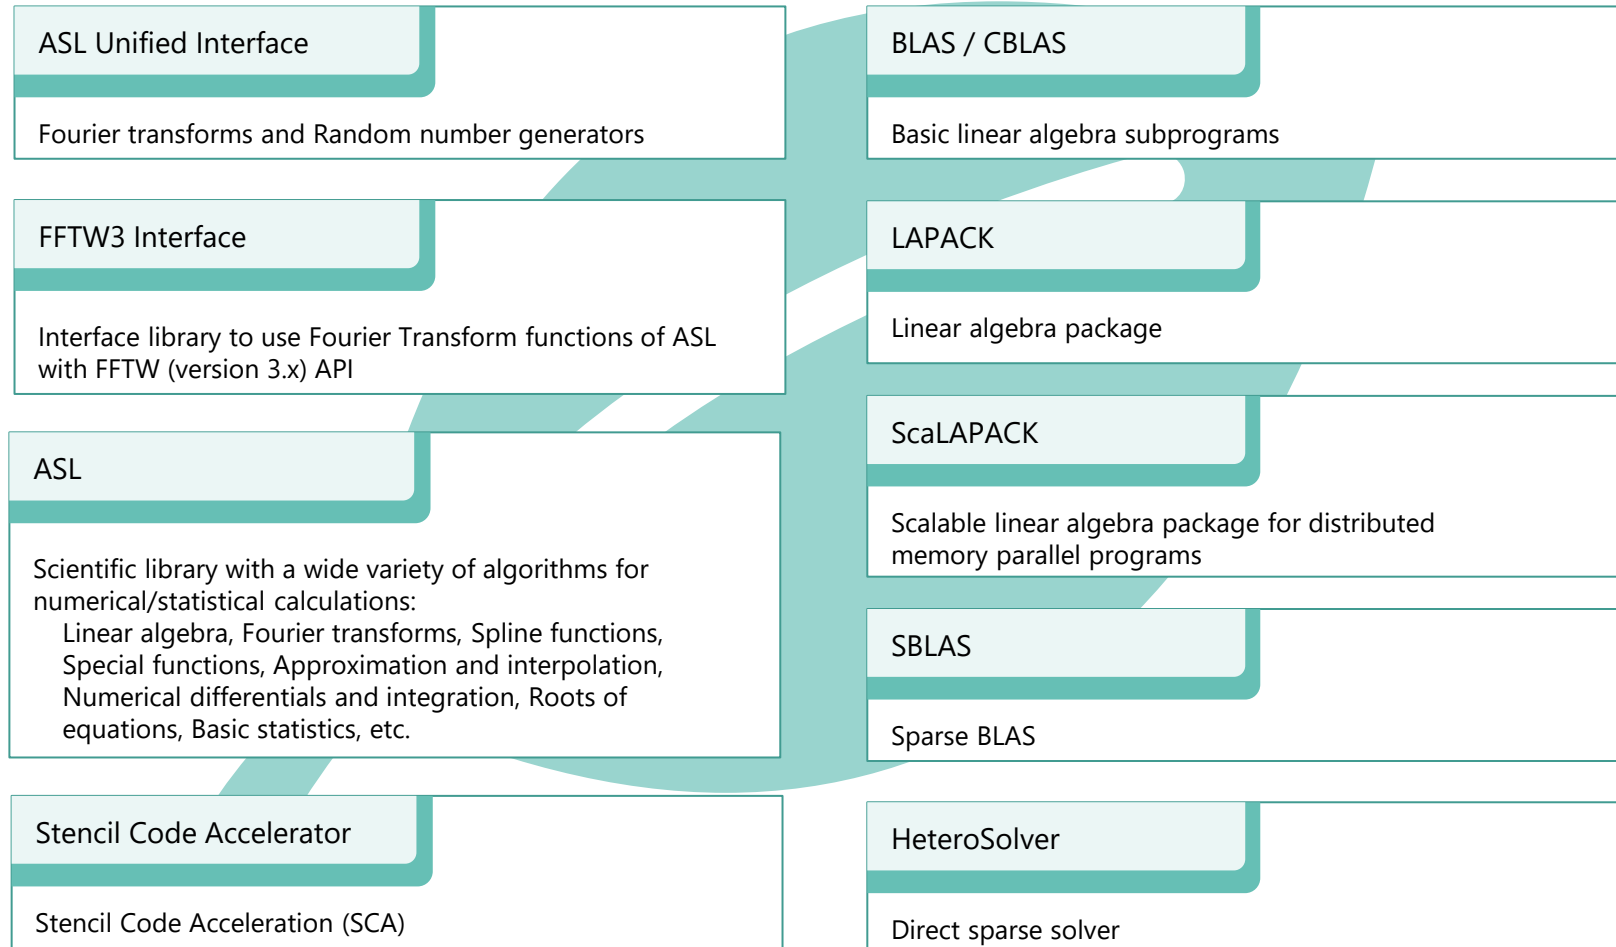 ASL Unified Interface
Fourier transforms and Random number generators
FFTW3 Interface
Interface library to use Fourier Transform functions of ASL
with FFTW (version 3.x) API
ASL
Scientific library with a wide variety of algorithms for
numerical/statistical calculations:
Linear algebra, Fourier transforms, Spline functions,
Special functions, Approximation and interpolation,
Numerical differentials and integration, Roots of
equations, Basic statistics, etc.
Stencil Code Accelerator
Stencil Code Acceleration (SCA)
BLAS / CBLAS
Basic linear algebra subprograms
LAPACK
Linear algebra package
ScaLAPACK
Scalable linear algebra package for distributed
memory parallel programs
SBLAS
Sparse BLAS
HeteroSolver
Direct sparse solver